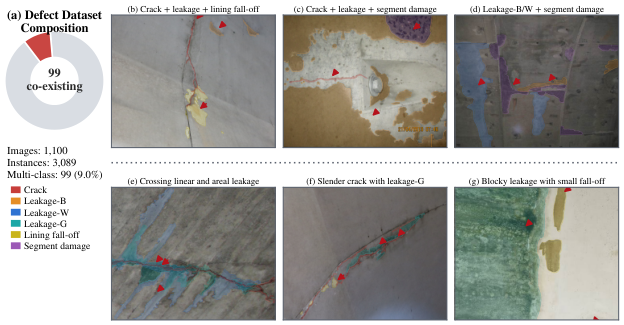 (a) Defect Dataset
Composition
99
co-existing
Images: 1,100
Instances: 3,089
Multi-class: 99 (9.0%)
Crack
Leakage-B
Leakage-W
Leakage-G
Lining fall-off
Segment damage
(b) Crack + leakage + lining fall-off
(c) Crack + leakage + segment damage
(d) Leakage-B/W + segment damage
(e) Crossing linear and areal leakage
(f) Slender crack with leakage-G
(g) Blocky leakage with small fall-off